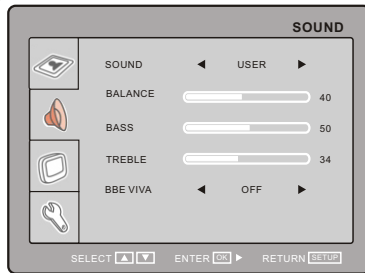 SOUND
SOUND ◀ USER ▶
BALANCE 40
BASS 50
TREBLE 34
BBE VIVA ◀ OFF ▶
SELECT ▲ ▼ ENTER OK ▶ RETURN SETUP